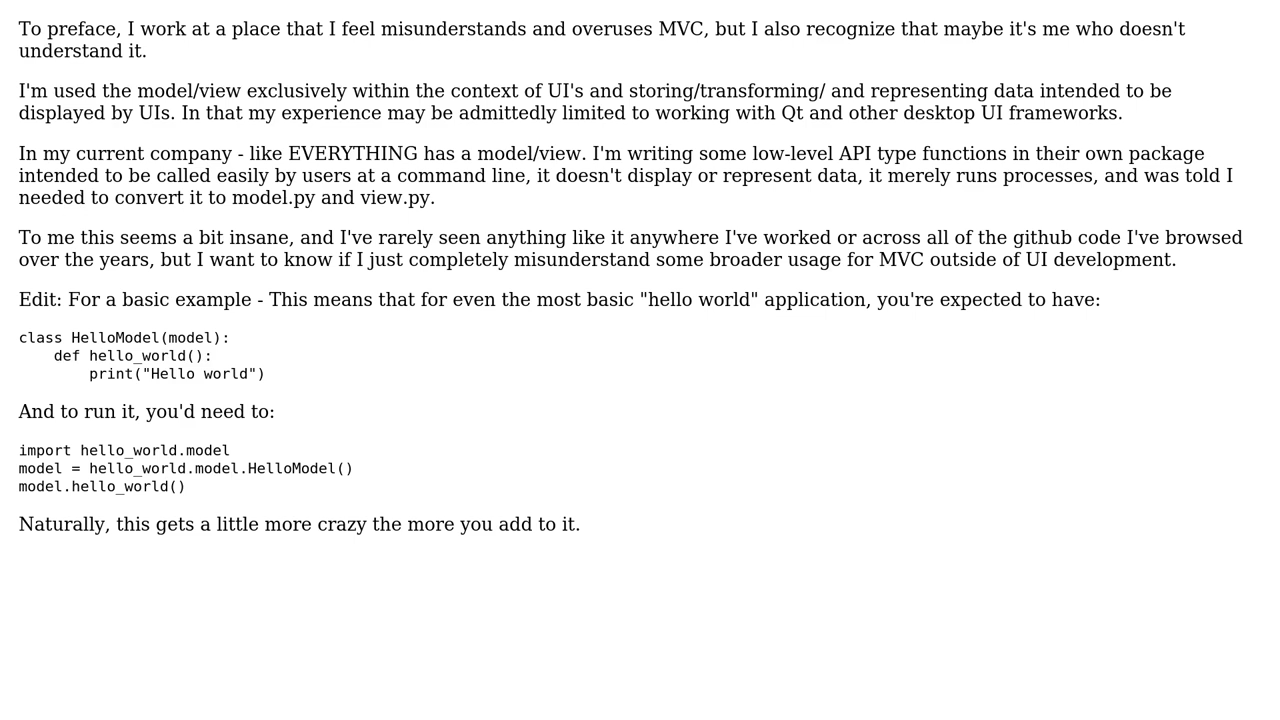 To preface, I work at a place that I feel misunderstands and overuses MVC, but I also recognize that maybe it's me who doesn't
understand it.
I'm used the model/view exclusively within the context of UI's and storing/transforming/ and representing data intended to be
displayed by UIs. In that my experience may be admittedly limited to working with Qt and other desktop UI frameworks.
In my current company - like EVERYTHING has a model/view. I'm writing some low-level API type functions in their own package
intended to be called easily by users at a command line, it doesn't display or represent data, it merely runs processes, and was told I
needed to convert it to model.py and view.py.
To me this seems a bit insane, and I've rarely seen anything like it anywhere I've worked or across all of the github code I've browsed
over the years, but I want to know if I just completely misunderstand some broader usage for MVC outside of UI development.
Edit: For a basic example - This means that for even the most basic "hello world" application, you're expected to have:
class HelloModel(model):
    def hello_world():
        print("Hello world")
And to run it, you'd need to:
import hello_world.model
model = hello_world.model.HelloModel()
model.hello_world()
Naturally, this gets a little more crazy the more you add to it.